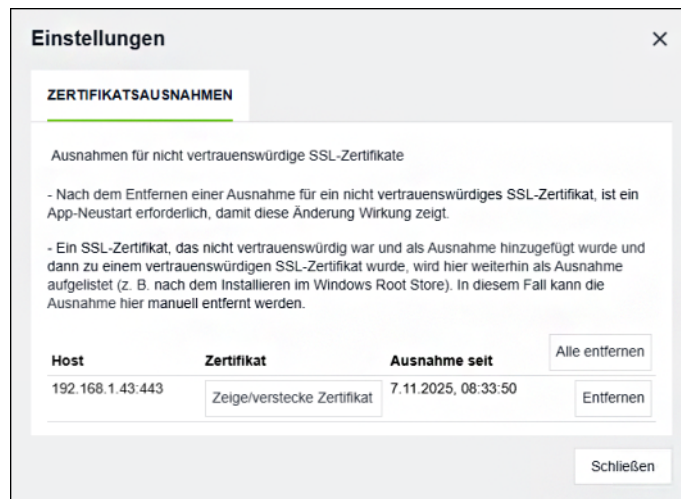 Einstellungen
ZERTIFIKATSAUSNAHMEN
Ausnahmen für nicht vertrauenswürdige SSL-Zertifikate
- Nach dem Entfernen einer Ausnahme für ein nicht vertrauenswürdiges SSL-Zertifikat, ist ein
App-Neustart erforderlich, damit diese Änderung Wirkung zeigt.
- Ein SSL-Zertifikat, das nicht vertrauenswürdig war und als Ausnahme hinzugefügt wurde und
dann zu einem vertrauenswürdigen SSL-Zertifikat wurde, wird hier weiterhin als Ausnahme
aufgelistet (z. B. nach dem Installieren im Windows Root Store). In diesem Fall kann die
Ausnahme hier manuell entfernt werden.
Host Zertifikat Ausnahme seit Alle entfernen
192.168.1.43:443 Zeige/verstecke Zertifikat 7.11.2025, 08:33:50 Entfernen
Schließen